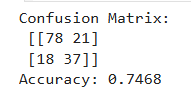 Confusion Matrix:
[[78 21]
[18 37]]
Accuracy: 0.7468